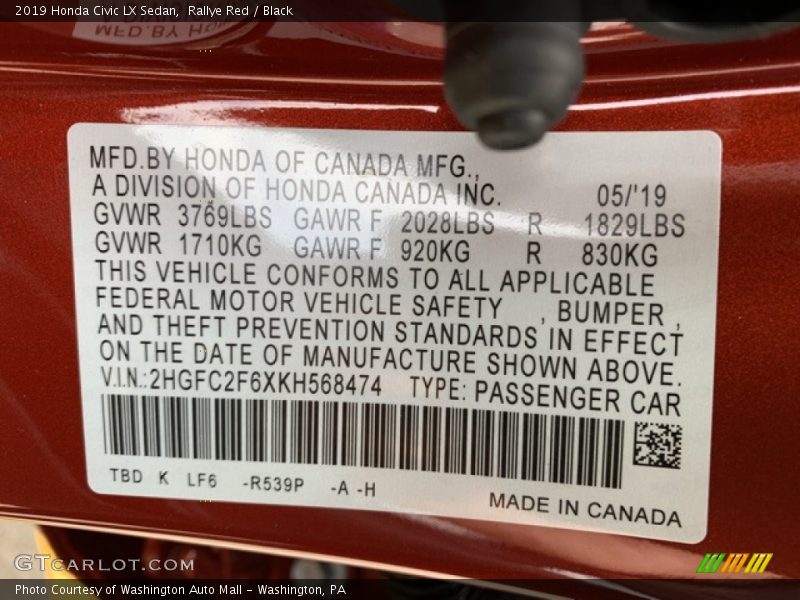 2019 Honda Civic LX Sedan, Rallye Red / Black
MFD.BY HONDA OF CANADA MFG.,
A DIVISION OF HONDA CANADA INC. 05/'19
GVWR 3769LBS GAWR F 2028LBS R 1829LBS
GVWR 1710KG GAWR F 920KG R 830KG
THIS VEHICLE CONFORMS TO ALL APPLICABLE
FEDERAL MOTOR VEHICLE SAFETY , BUMPER ,
AND THEFT PREVENTION STANDARDS IN EFFECT
ON THE DATE OF MANUFACTURE SHOWN ABOVE.
V.I.N.:2HGFC2F6XKH568474 TYPE: PASSENGER CAR
TBD K LF6 -R539P -A -H
MADE IN CANADA
GTCARLOT.COM
Photo Courtesy of Washington Auto Mall - Washington, PA